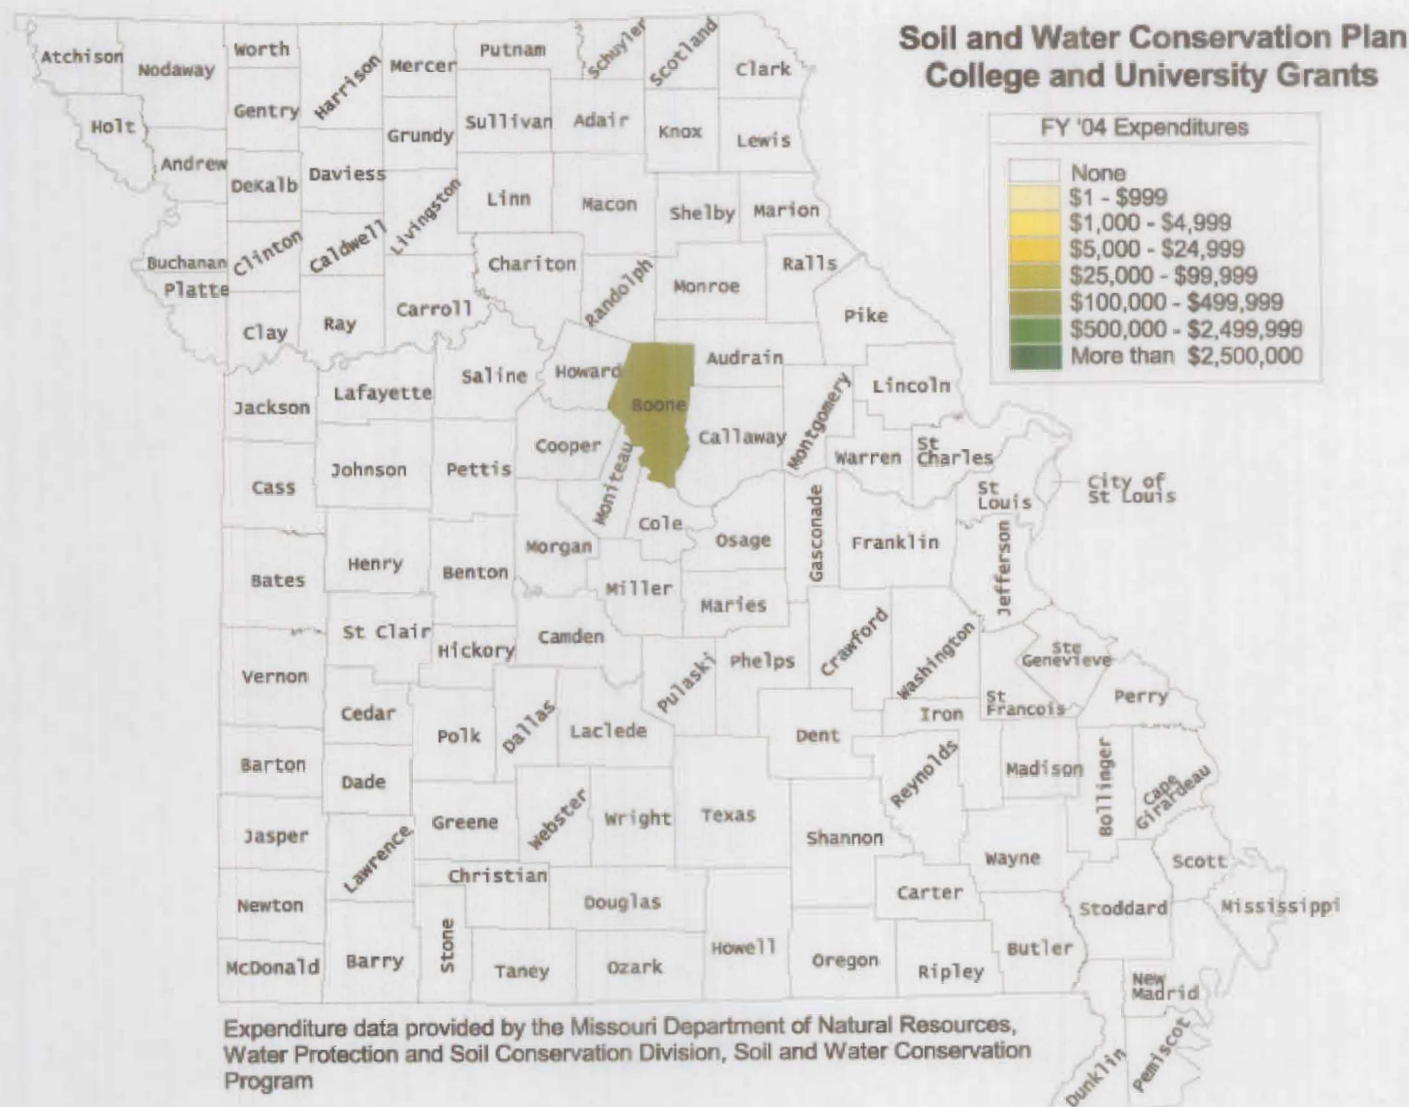 Soil and Water Conservation Plan
College and University Grants
FY '04 Expenditures
None
$1 - $999
$1,000 - $4,999
$5,000 - $24,999
$25,000 - $99,999
$100,000 - $499,999
$500,000 - $2,499,999
More than $2,500,000
Atchison
Nodaway
Worth
Harrison
Mercer
Putnam
Schuyler
Scotland
Clark
Holt
Gentry
Grundy
Sullivan
Adair
Knox
Lewis
Andrew
DeKalb
Daviess
Livingston
Linn
Macon
Shelby
Marion
Buchanan
Clinton
Caldwell
Chariton
Randolph
Monroe
Ralls
Platte
Clay
Ray
Carroll
Pike
Jackson
Lafayette
Saline
Howard
Boone
Audrain
Montgomery
Lincoln
Cass
Johnson
Pettis
Cooper
Moniteau
Callaway
Warren
St
Charles
St
Louis
City of
St Louis
Bates
Henry
Benton
Morgan
Cole
Osage
Gasconade
Franklin
Jefferson
Miller
Maries
St Clair
Hickory
Camden
Pulaski
Phelps
Crawford
Washington
Ste
Genevieve
Vernon
Cedar
Polk
Dallas
Laclede
Dent
Iron
St
Francois
Perry
Barton
Dade
Reynolds
Madison
Bollinger
Cape
Girardeau
Jasper
Lawrence
Greene
Webster
Wright
Texas
Shannon
Wayne
Scott
Newton
Christian
Douglas
Carter
Stoddard
Mississippi
McDonald
Barry
Stone
Taney
Ozark
Howell
Oregon
Ripley
Butler
New
Madrid
Dunklin
Pemiscot
Expenditure data provided by the Missouri Department of Natural Resources,
Water Protection and Soil Conservation Division, Soil and Water Conservation
Program